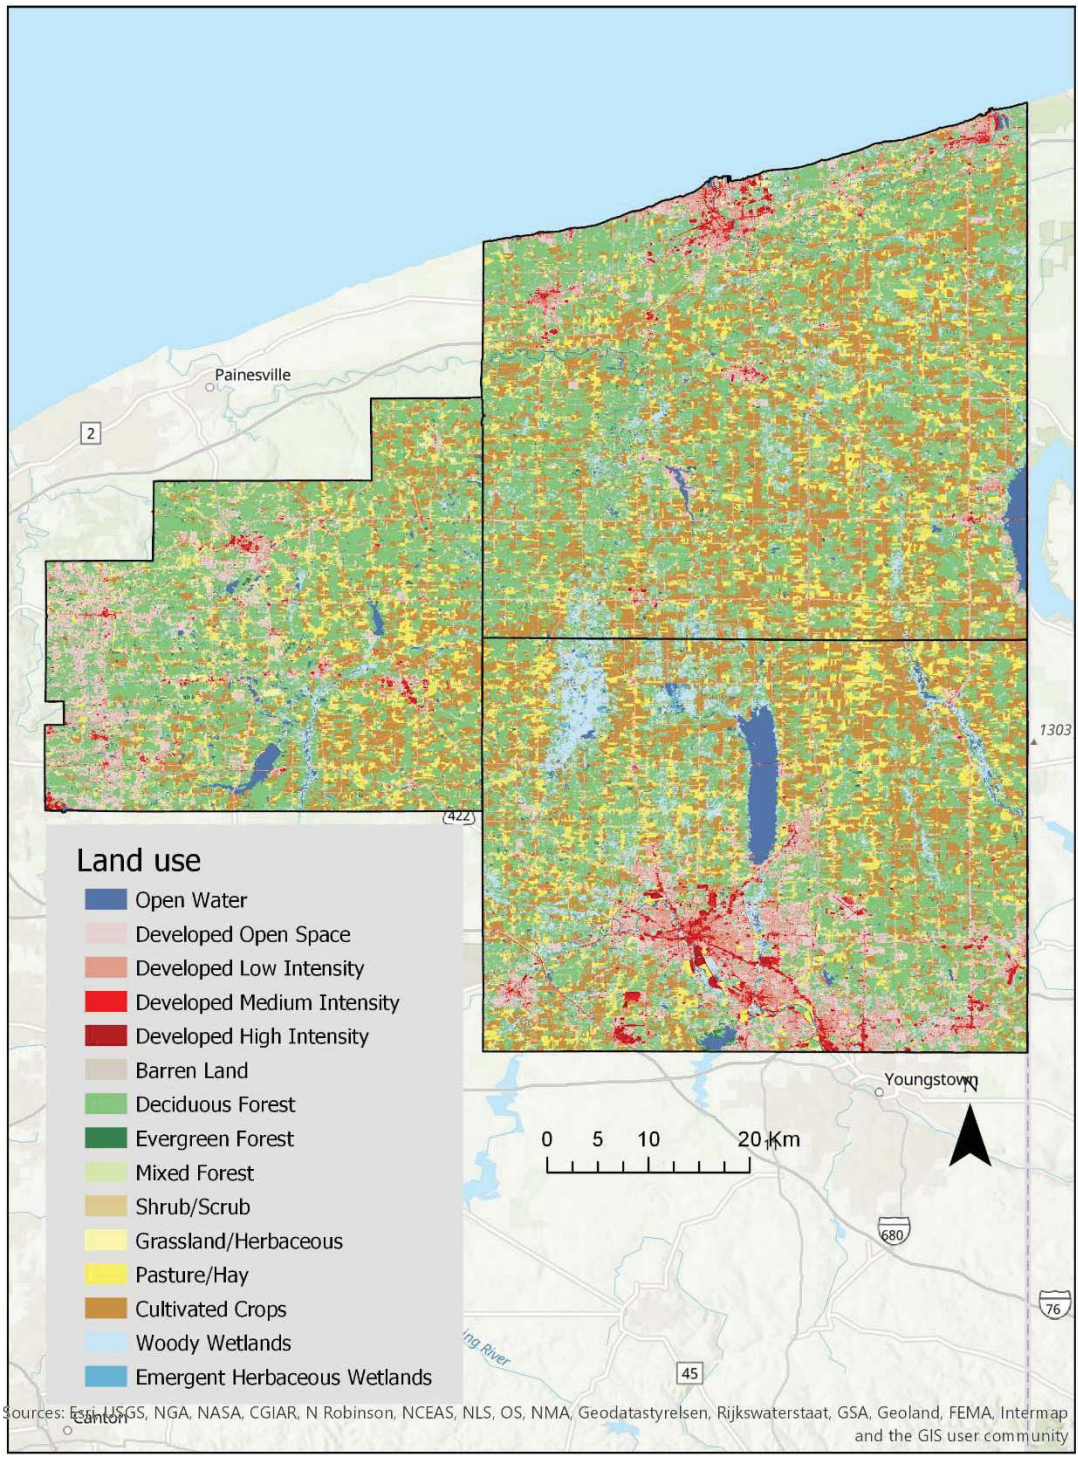 Painesville
2
1303
422
Land use
Open Water
Developed Open Space
Developed Low Intensity
Developed Medium Intensity
Developed High Intensity
Barren Land
Deciduous Forest
Evergreen Forest
Mixed Forest
Shrub/Scrub
Grassland/Herbaceous
Pasture/Hay
Cultivated Crops
Woody Wetlands
Emergent Herbaceous Wetlands
Youngstown
N
0 5 10 20 Km
680
76
ing River
45
Canton
Sources: Esri, USGS, NGA, NASA, CGIAR, N Robinson, NCEAS, NLS, OS, NMA, Geodatastyrelsen, Rijkswaterstaat, GSA, Geoland, FEMA, Intermap
and the GIS user community